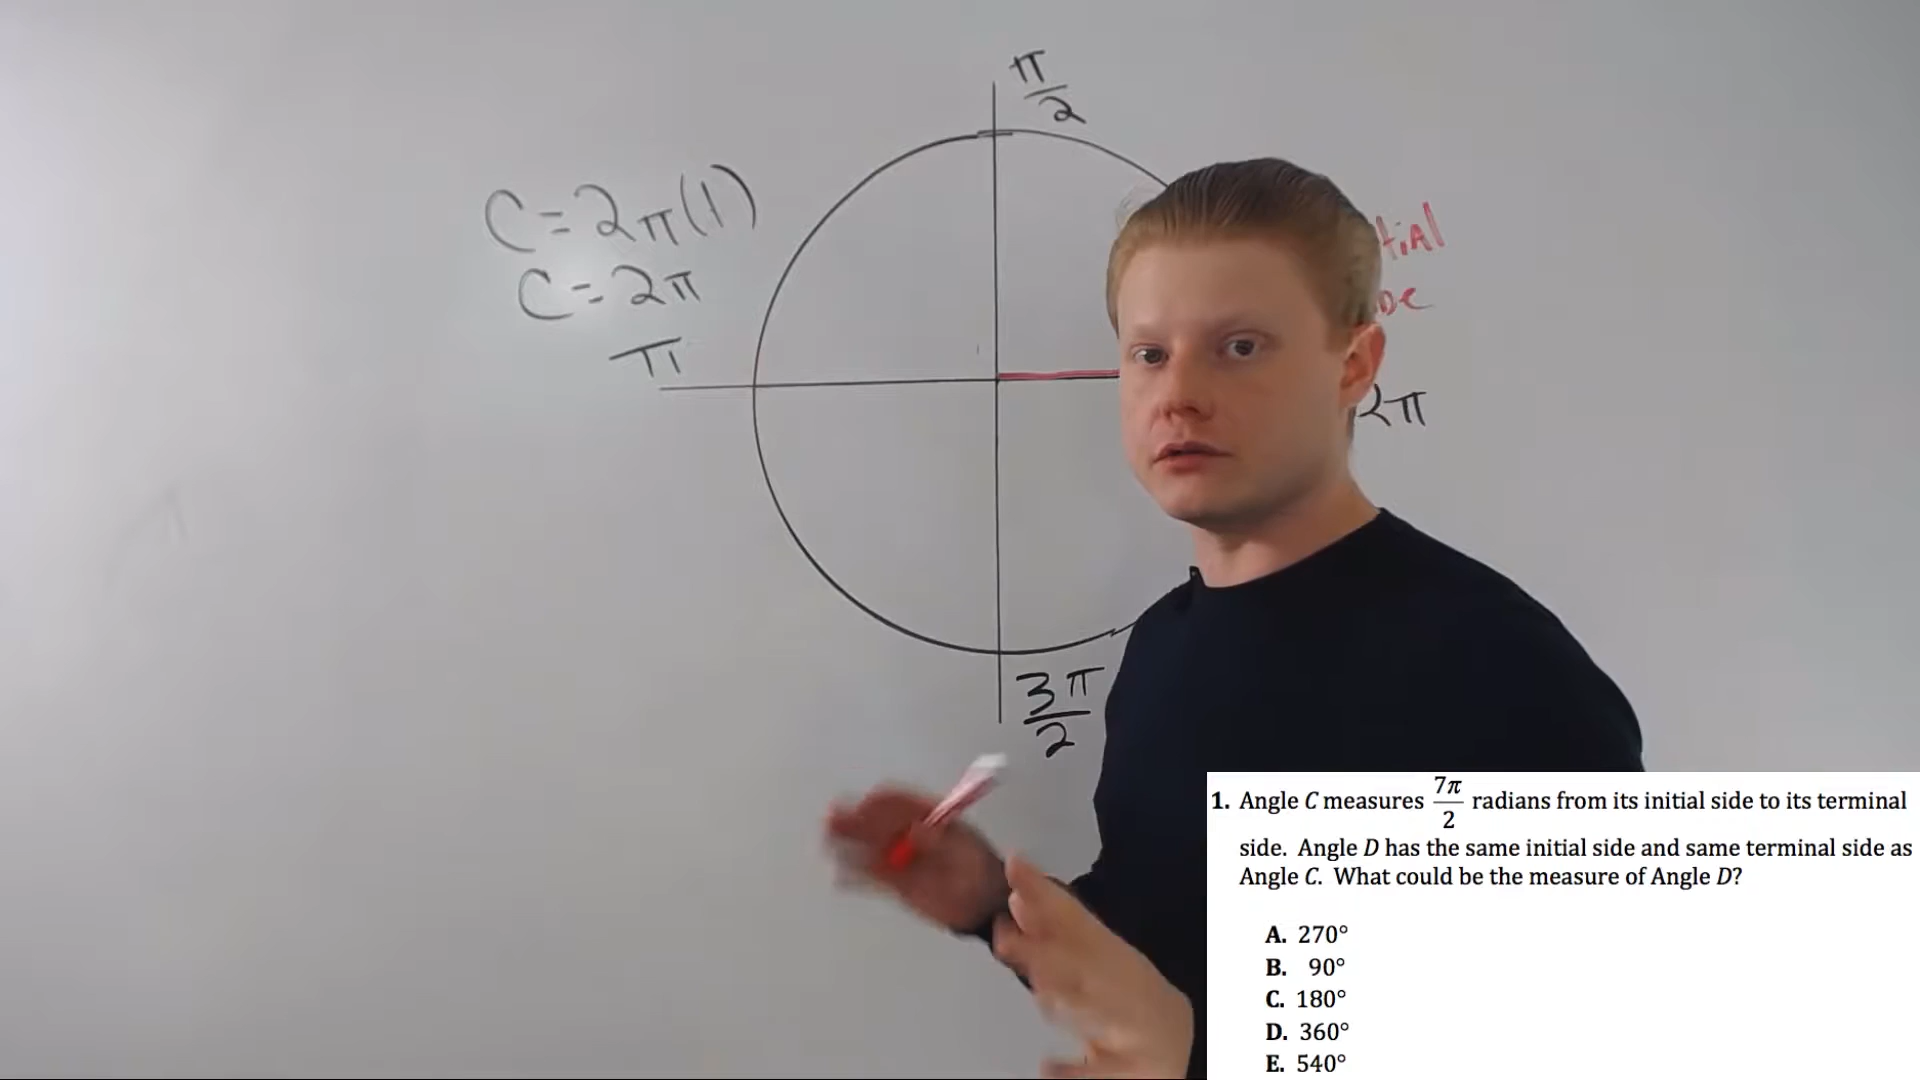 π/2
C = 2π(1)
C = 2π
π
tial
De
2π
3π/2
1. Angle C measures 7π/2 radians from its initial side to its terminal
side. Angle D has the same initial side and same terminal side as
Angle C. What could be the measure of Angle D?
A. 270°
B. 90°
C. 180°
D. 360°
E. 540°